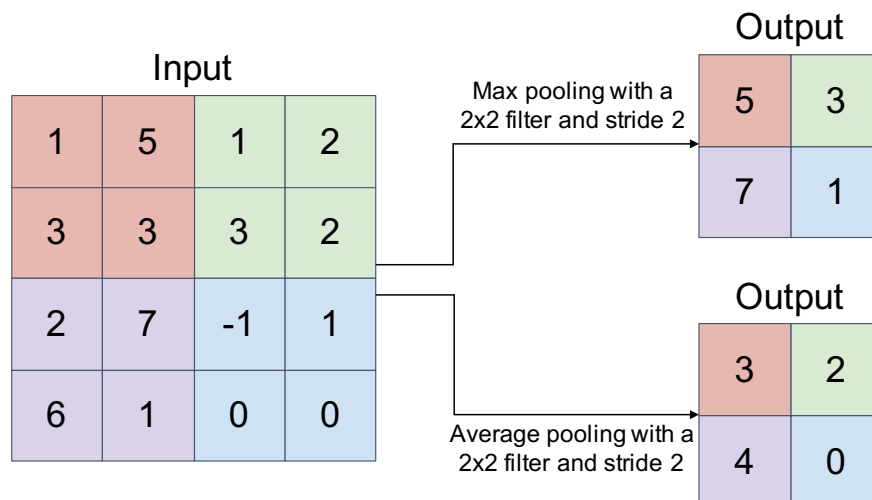 Input
1 5 1 2
3 3 3 2
2 7 -1 1
6 1 0 0
Max pooling with a
2x2 filter and stride 2
Output
5 3
7 1
Average pooling with a
2x2 filter and stride 2
Output
3 2
4 0